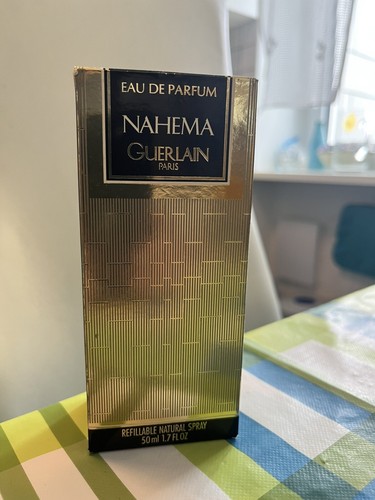 EAU DE PARFUM
NAHEMA
GUERLAIN
PARIS
REFILLABLE NATURAL SPRAY
50 ml 1.7 FL OZ